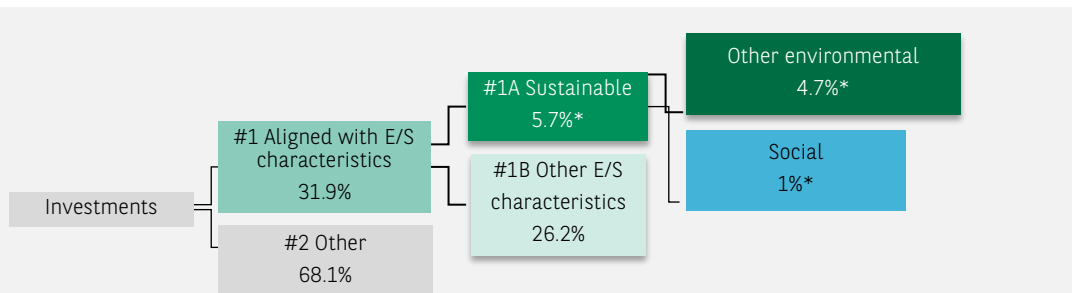 Investments
#1 Aligned with E/S
characteristics
31.9%
#2 Other
68.1%
#1A Sustainable
5.7%*
#1B Other E/S
characteristics
26.2%
Other environmental
4.7%*
Social
1%*